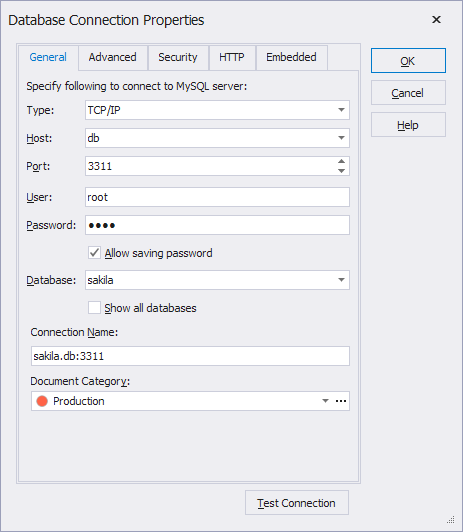 Database Connection Properties
General Advanced Security HTTP Embedded
Specify following to connect to MySQL server:
Type: TCP/IP
Host: db
Port: 3311
User: root
Password: ●●●●
Allow saving password
Database: sakila
Show all databases
Connection Name:
sakila.db:3311
Document Category:
Production
Test Connection
OK
Cancel
Help